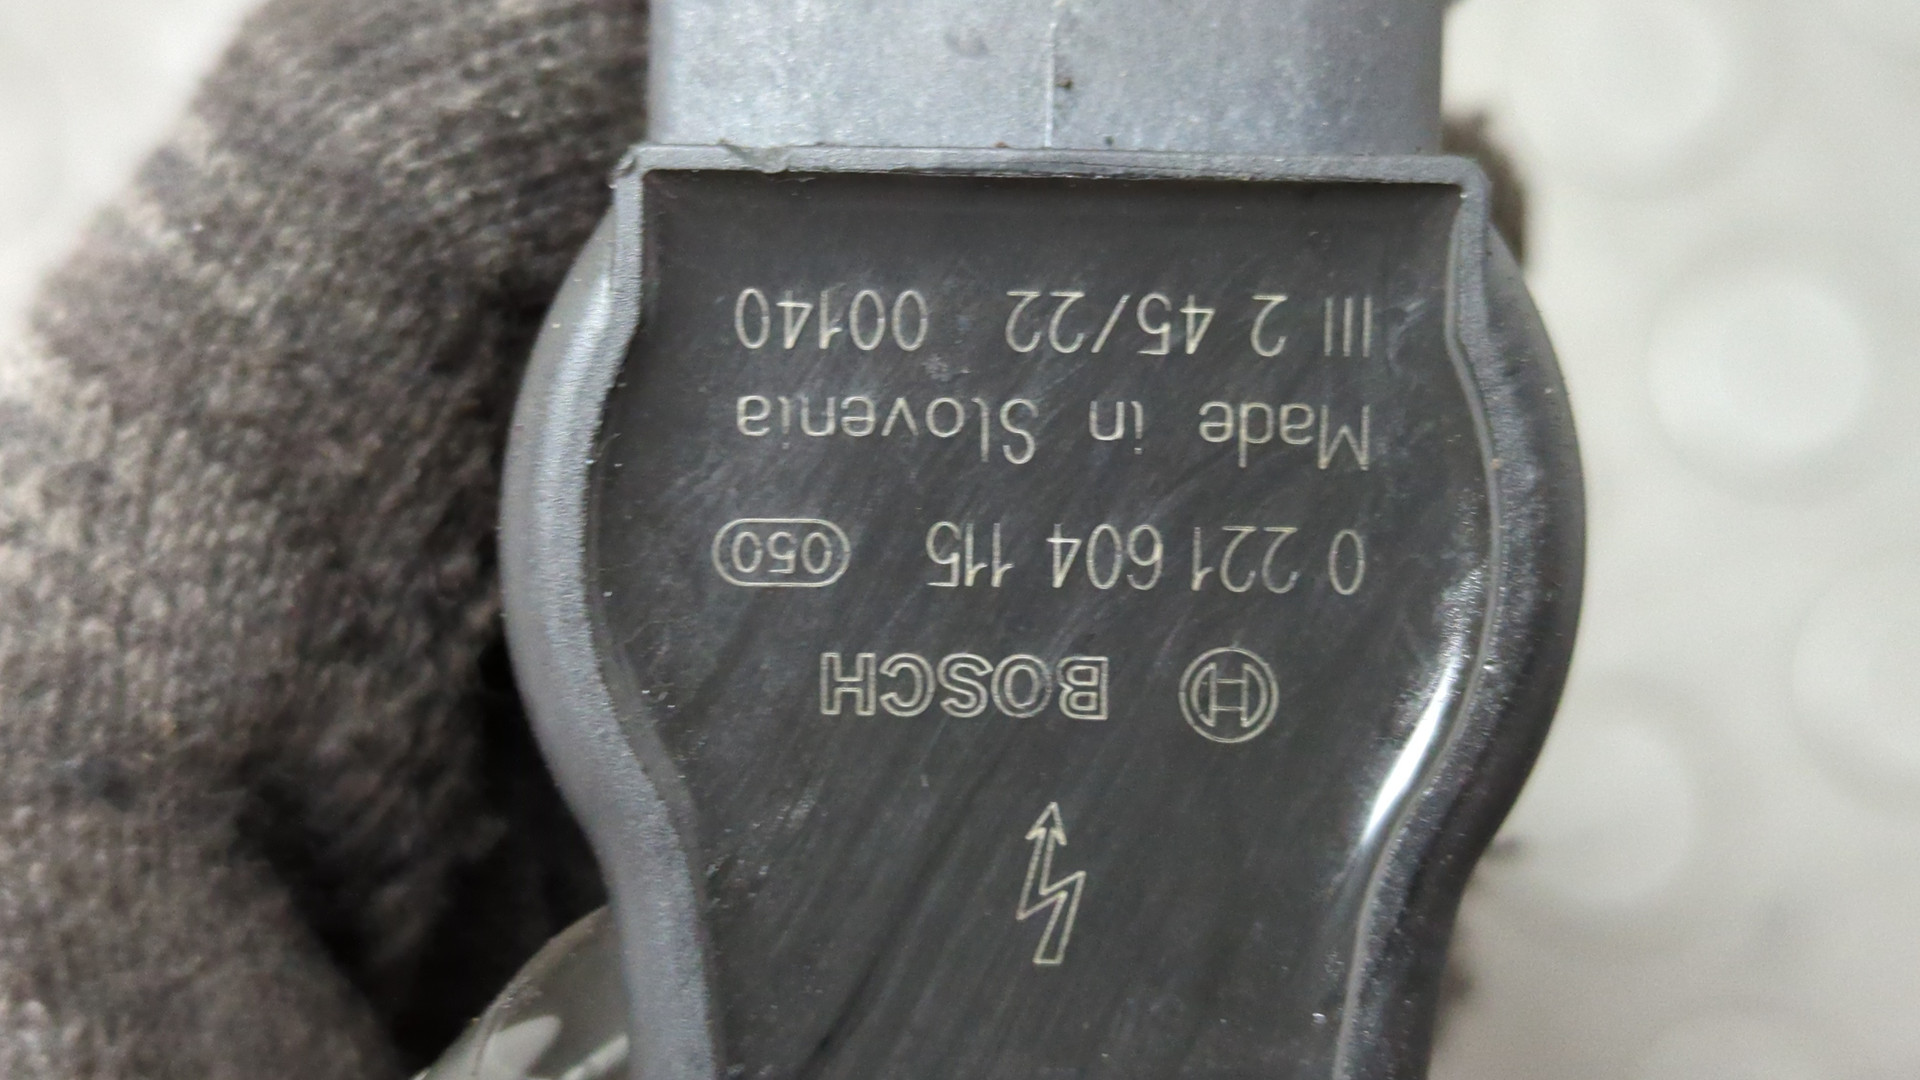 BOSCH
0 221 604 115 050
Made in Slovenia
III 2 45/22 00140